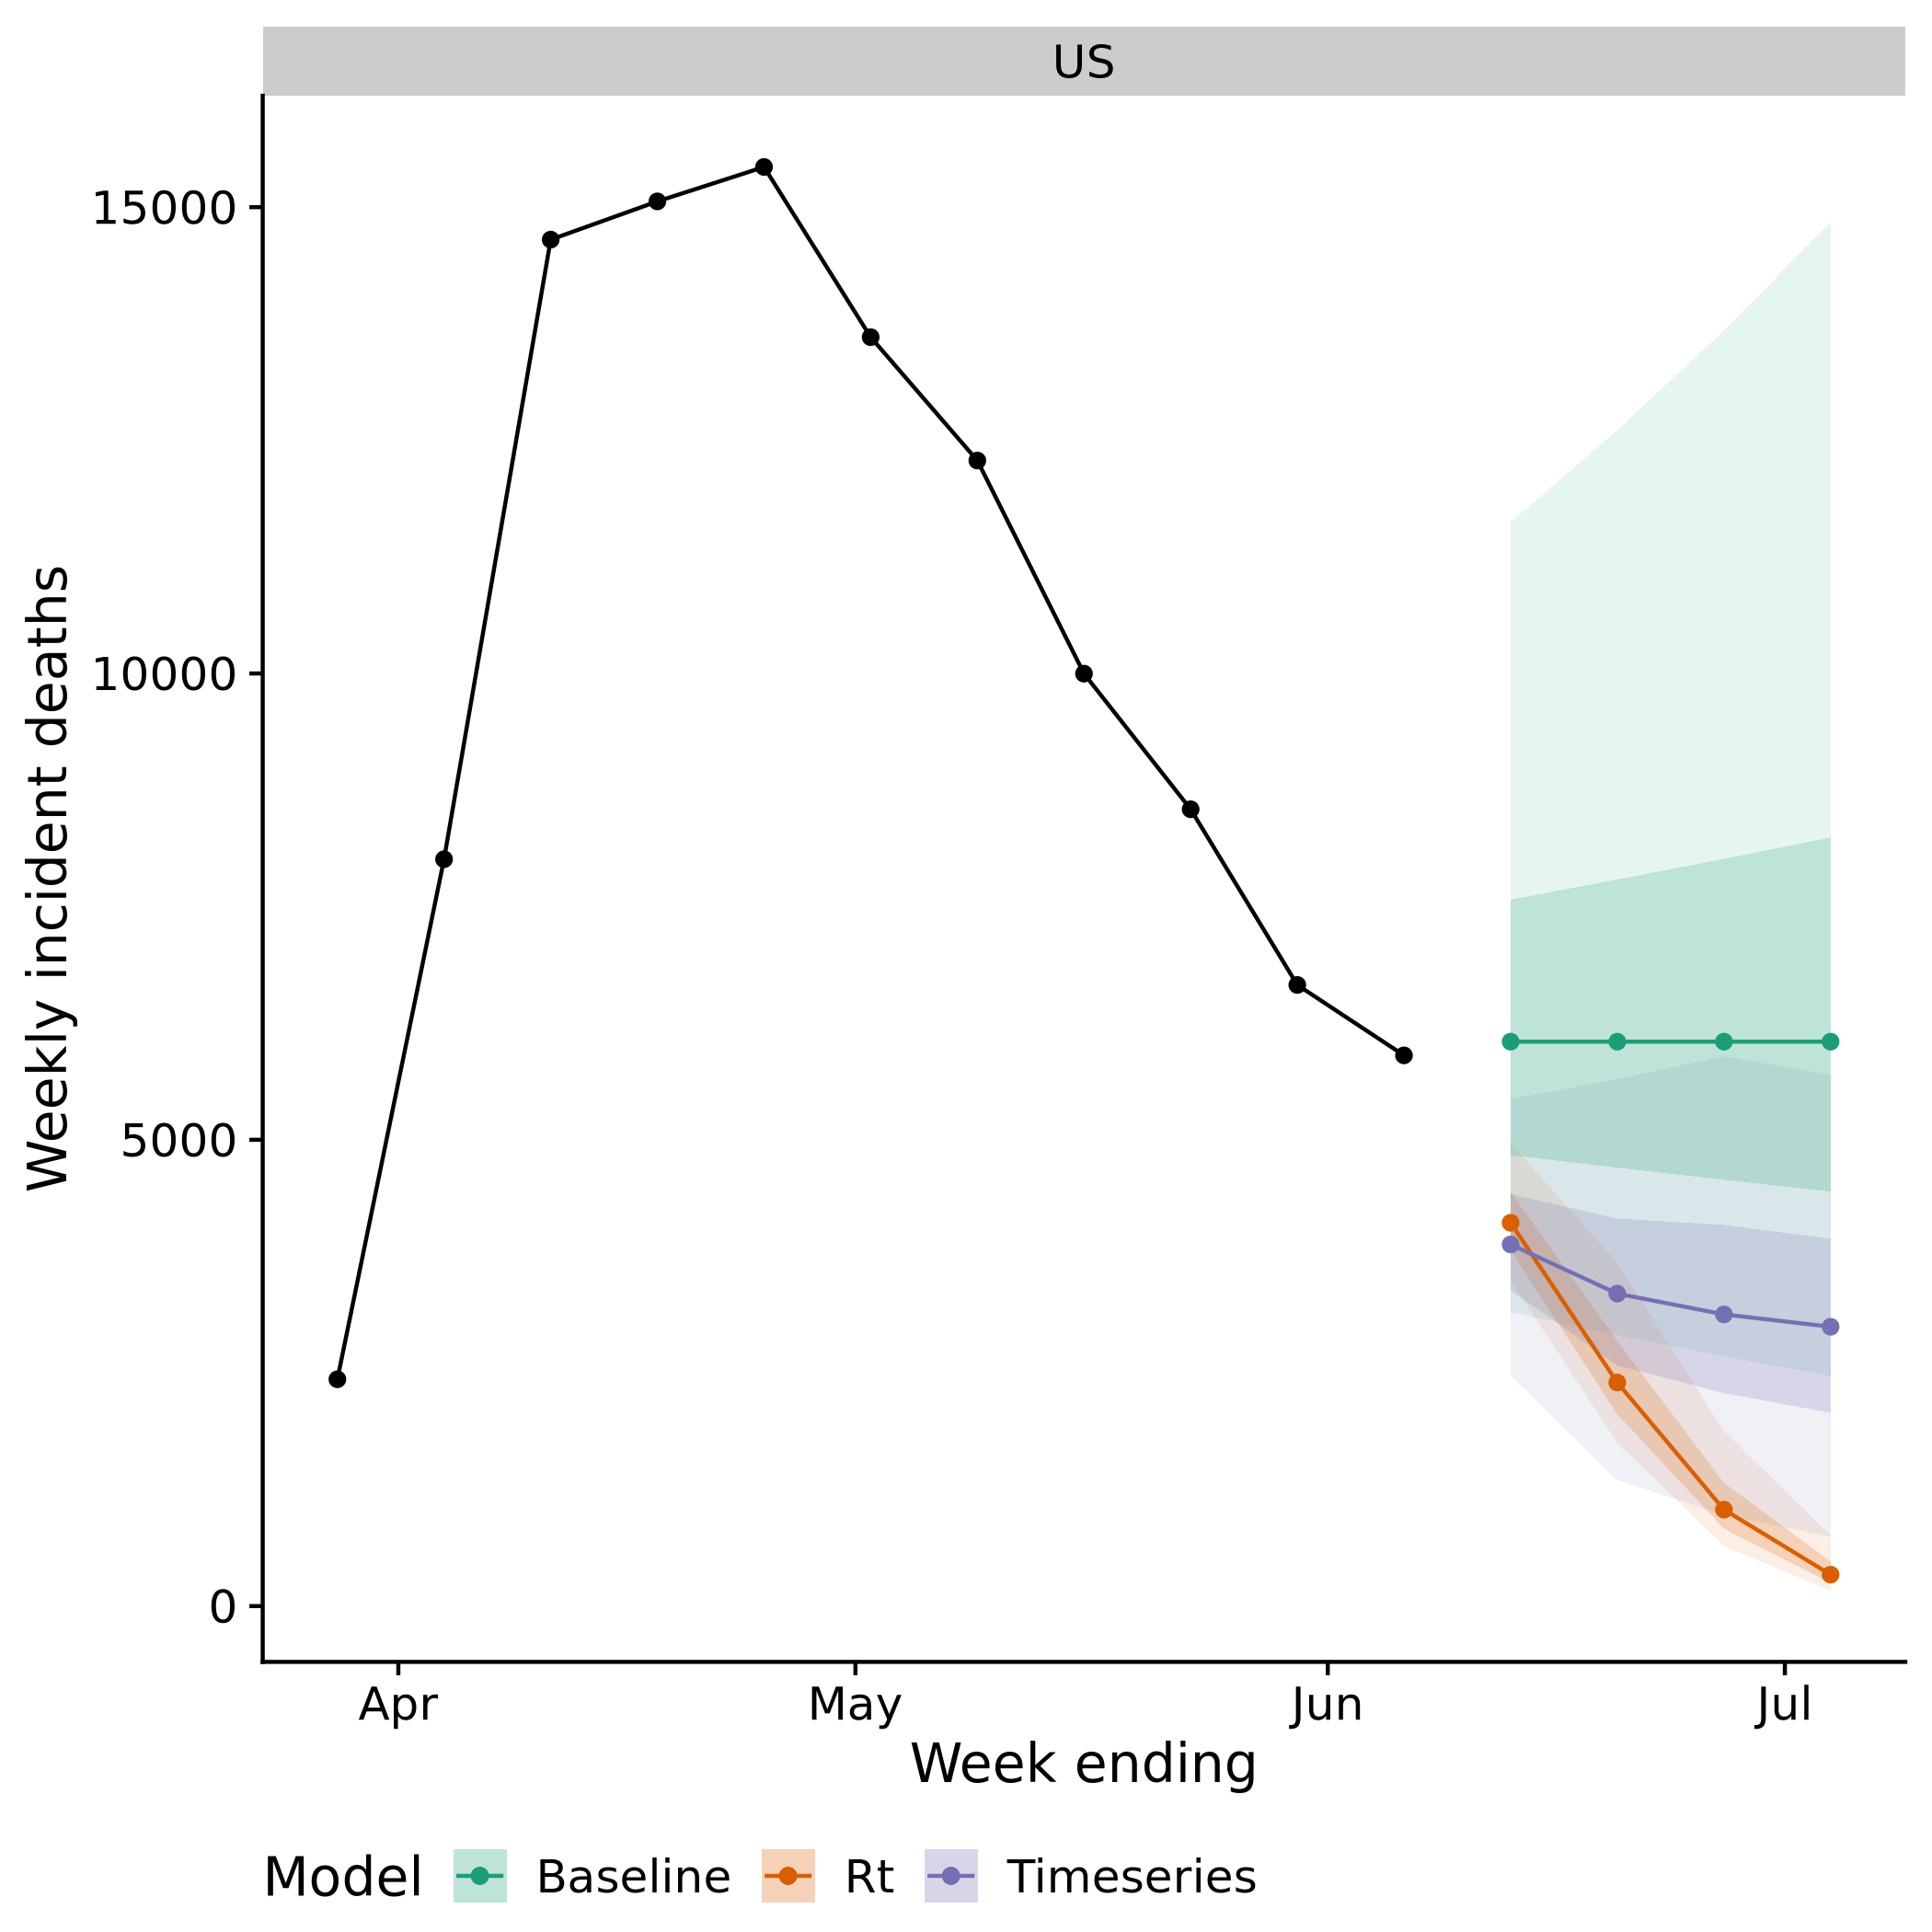 US
Weekly incident deaths
15000
10000
5000
0
Apr May Jun Jul
Week ending
Model Baseline Rt Timeseries